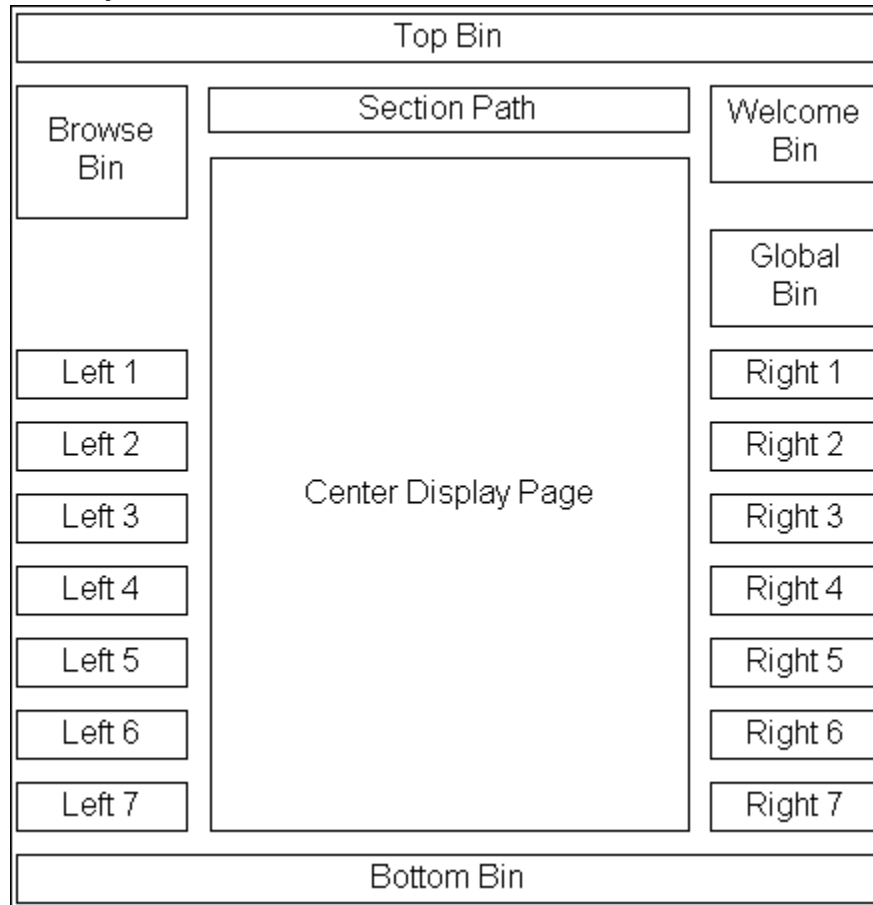 Top Bin
Browse
Bin
Section Path
Welcome
Bin
Global
Bin
Left 1
Right 1
Left 2
Right 2
Left 3
Center Display Page
Right 3
Left 4
Right 4
Left 5
Right 5
Left 6
Right 6
Left 7
Right 7
Bottom Bin